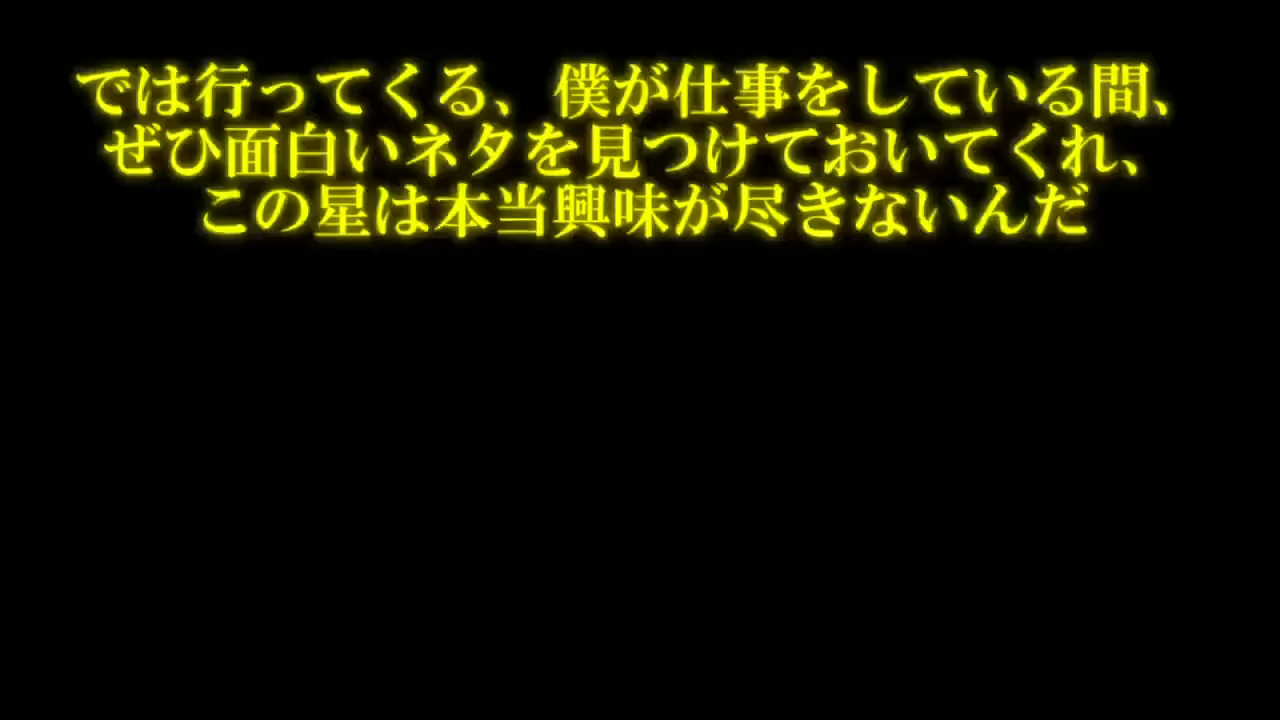 では行ってくる、僕が仕事をしている間、
ぜひ面白いネタを見つけておいてくれ、
この星は本当興味が尽きないんだ